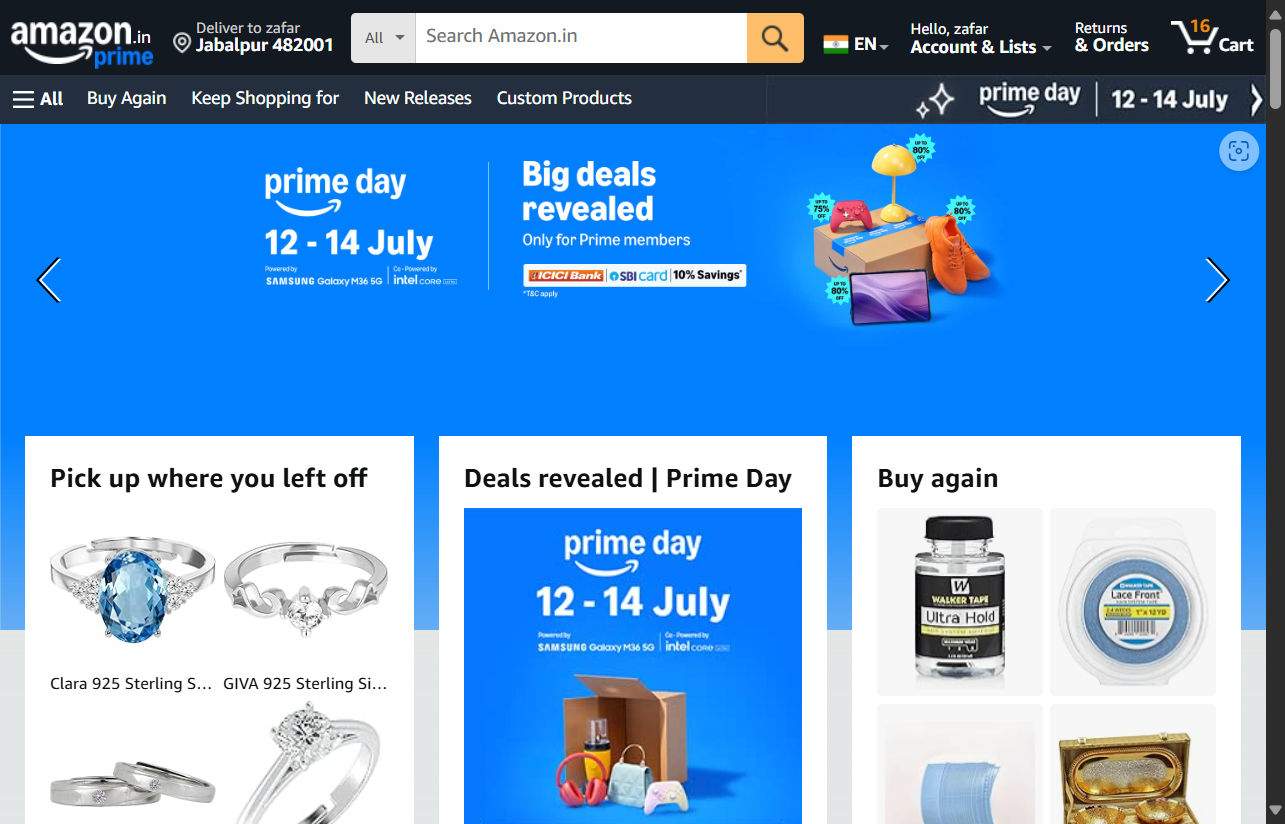 amazon.in
prime
Deliver to zafar
Jabalpur 482001
All
Search Amazon.in
EN
Hello, zafar
Account & Lists
Returns
& Orders
16
Cart
All
Buy Again
Keep Shopping for
New Releases
Custom Products
prime day
12 - 14 July
prime day
12 - 14 July
Powered by
SAMSUNG Galaxy M36 5G
Co - Powered by
intel CORE
Big deals
revealed
Only for Prime members
ICICI Bank
SBI card
10% Savings*
*T&C apply
UP TO
80%
OFF
UP TO
75%
OFF
UP TO
80%
OFF
UP TO
80%
OFF
Pick up where you left off
Clara 925 Sterling S...
GIVA 925 Sterling Si...
Deals revealed | Prime Day
prime day
12 - 14 July
Powered by
SAMSUNG Galaxy M36 5G
Co - Powered by
intel CORE
Buy again
W
WALKER TAPE
Ultra Hold
WALKER TAPE
Lace Front
1" X 12 YD